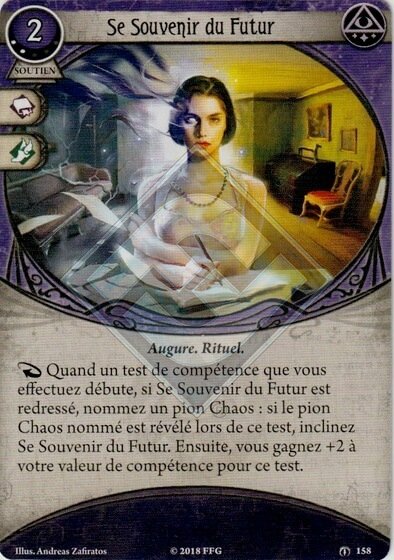 2
Se Souvenir du Futur
SOUTIEN
Augure. Rituel.
Quand un test de compétence que vous
effectuez débute, si Se Souvenir du Futur est
redressé, nommez un pion Chaos : si le pion
Chaos nommé est révélé lors de ce test, inclinez
Se Souvenir du Futur. Ensuite, vous gagnez +2 à
votre valeur de compétence pour ce test.
Illus. Andreas Zafiratos
© 2018 FFG
158